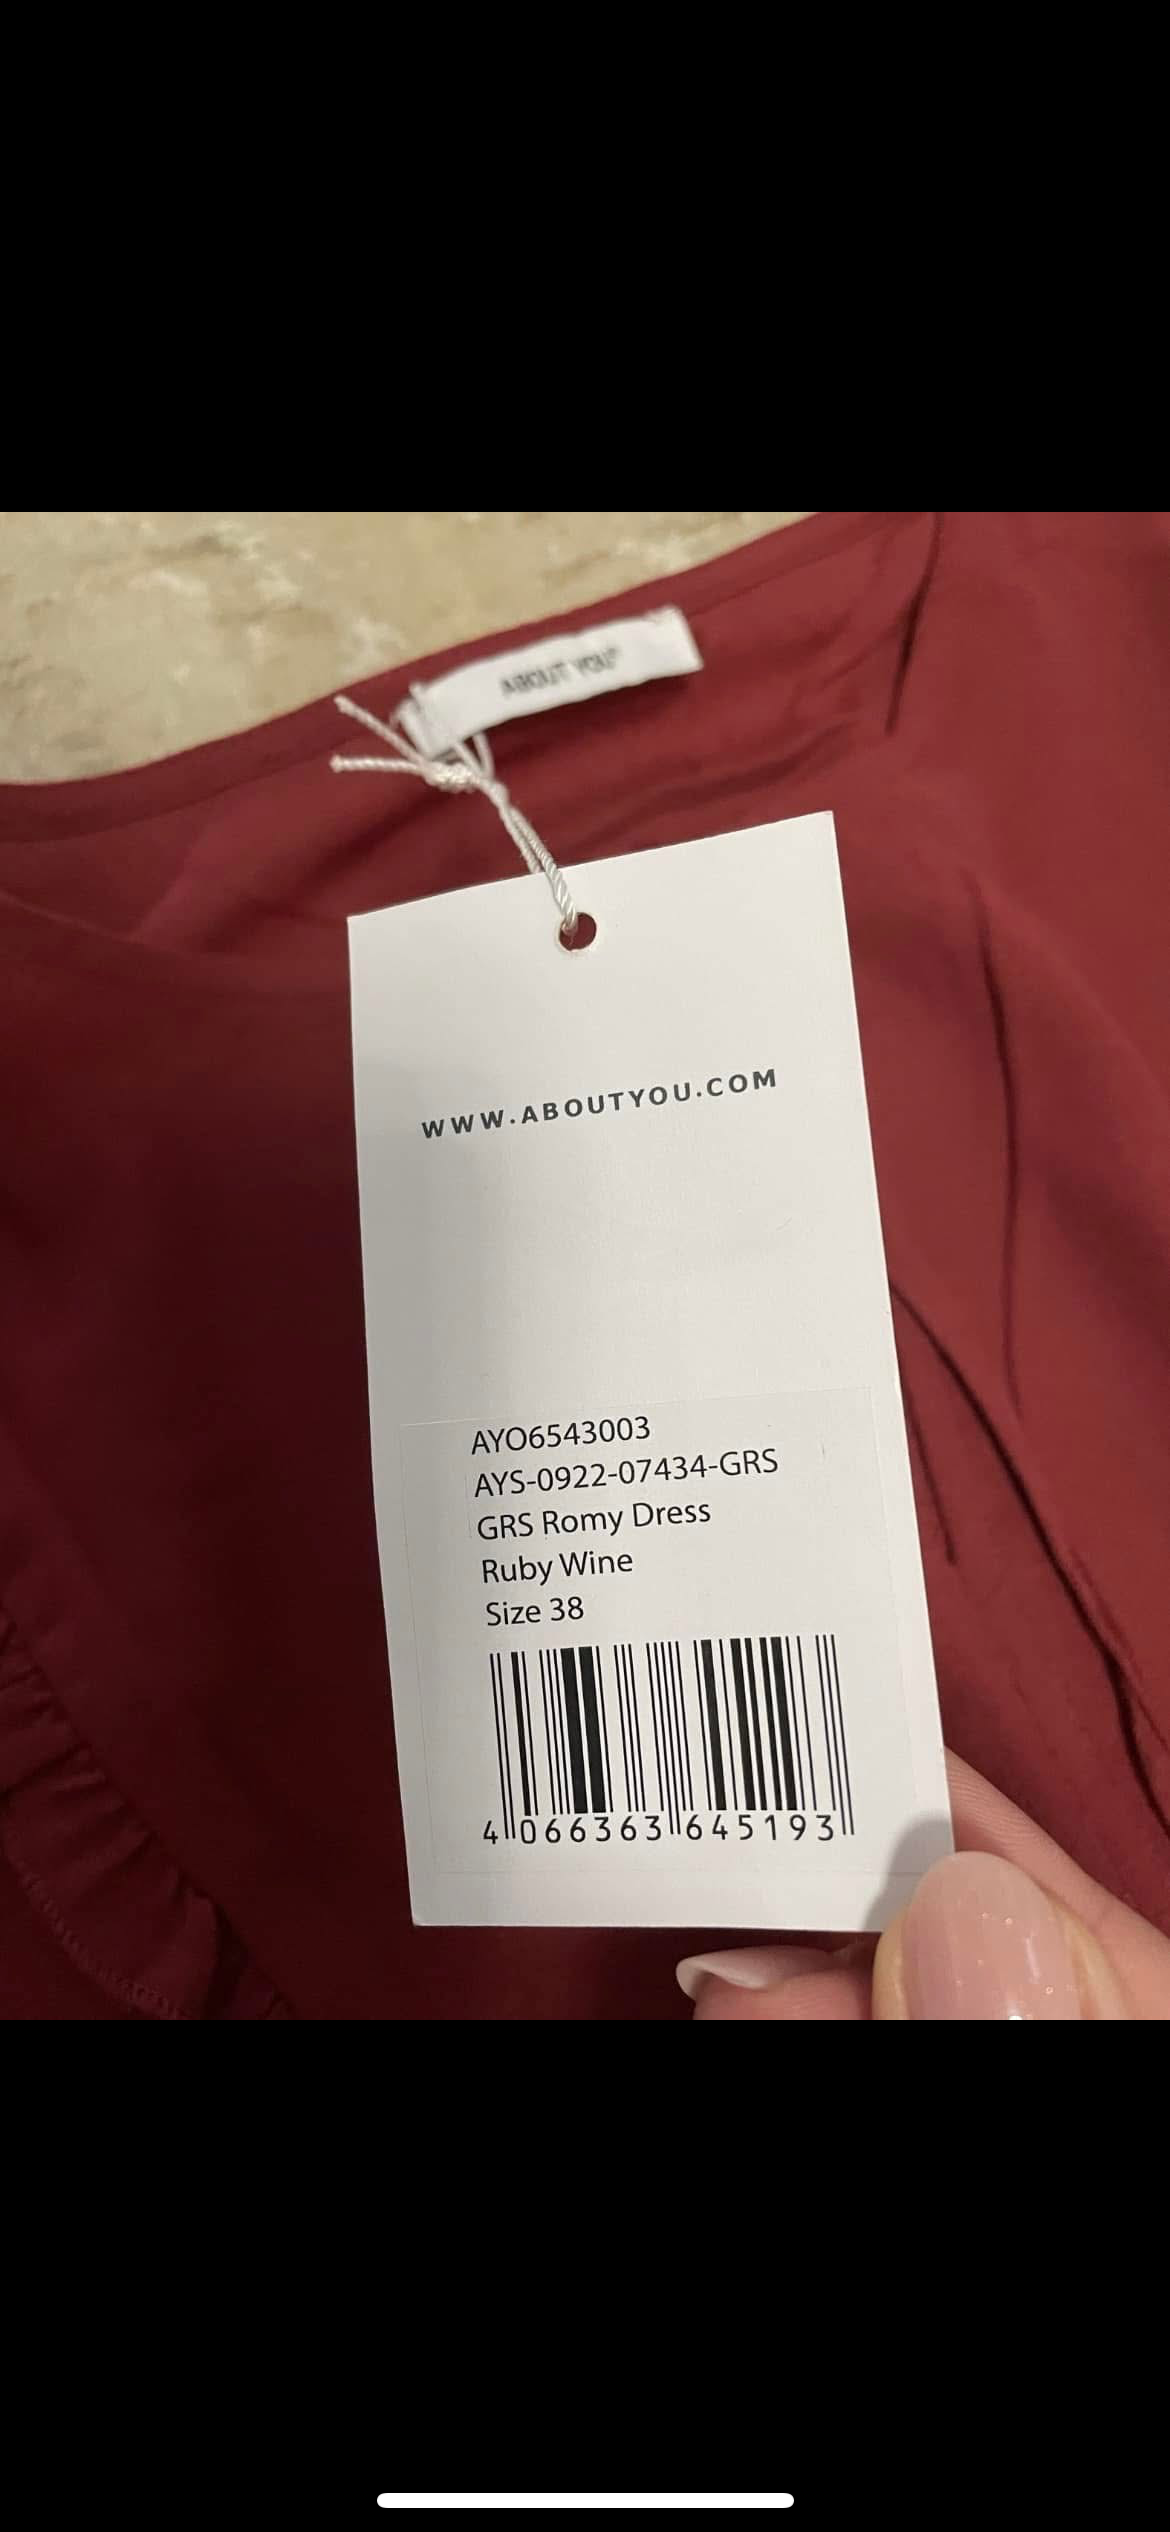 ABOUT YOU®
WWW.ABOUTYOU.COM
AYO6543003
AYS-0922-07434-GRS
GRS Romy Dress
Ruby Wine
Size 38
4 066363 645193